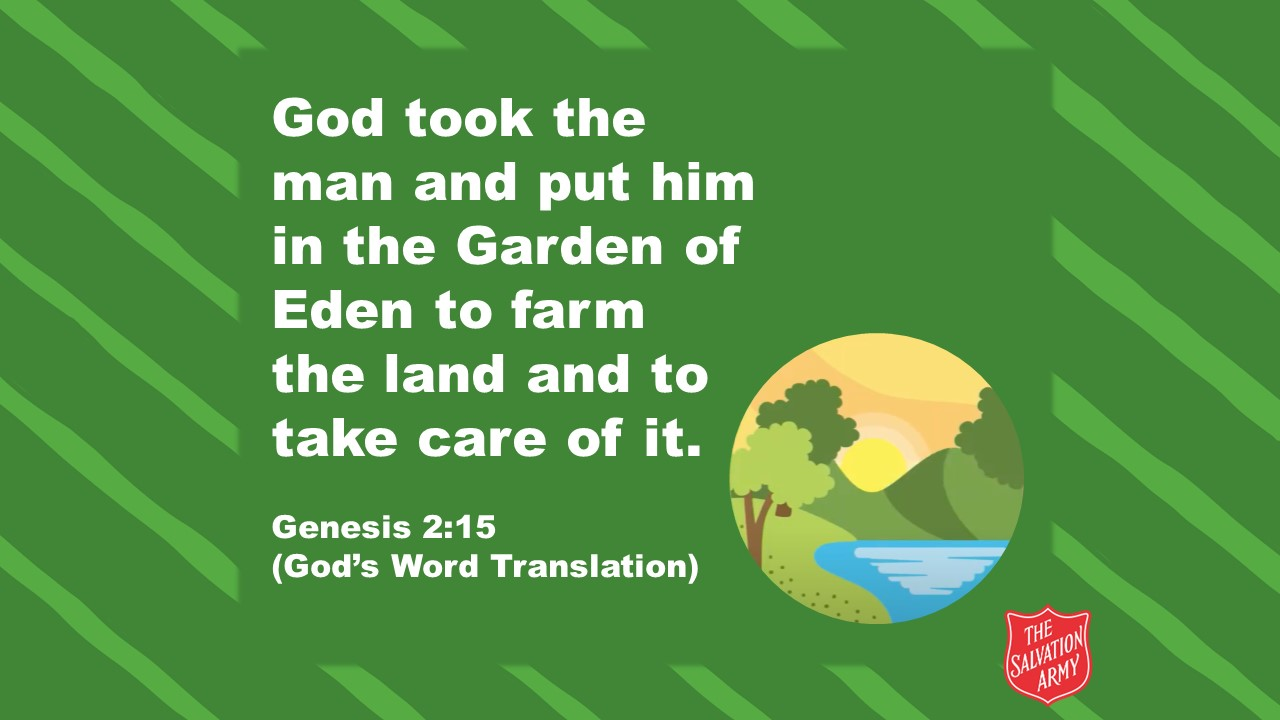 God took the
man and put him
in the Garden of
Eden to farm
the land and to
take care of it.
Genesis 2:15
(God’s Word Translation)
THE
SALVATION
ARMY